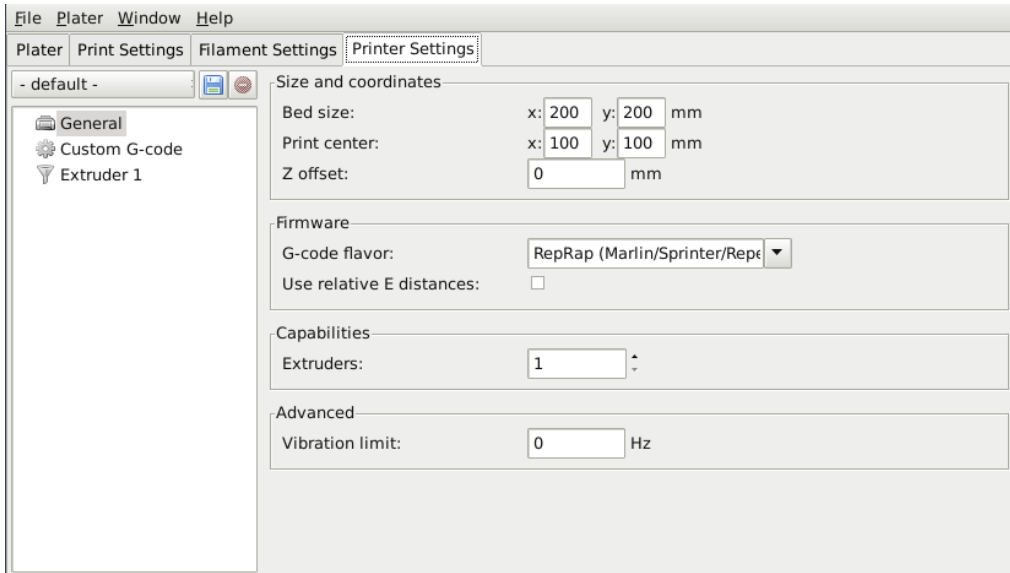 File Plater Window Help
Plater Print Settings Filament Settings Printer Settings
- default -
General
Custom G-code
Extruder 1
Size and coordinates
Bed size: x: 200 y: 200 mm
Print center: x: 100 y: 100 mm
Z offset: 0 mm
Firmware
G-code flavor: RepRap (Marlin/Sprinter/Repe
Use relative E distances:
Capabilities
Extruders: 1
Advanced
Vibration limit: 0 Hz